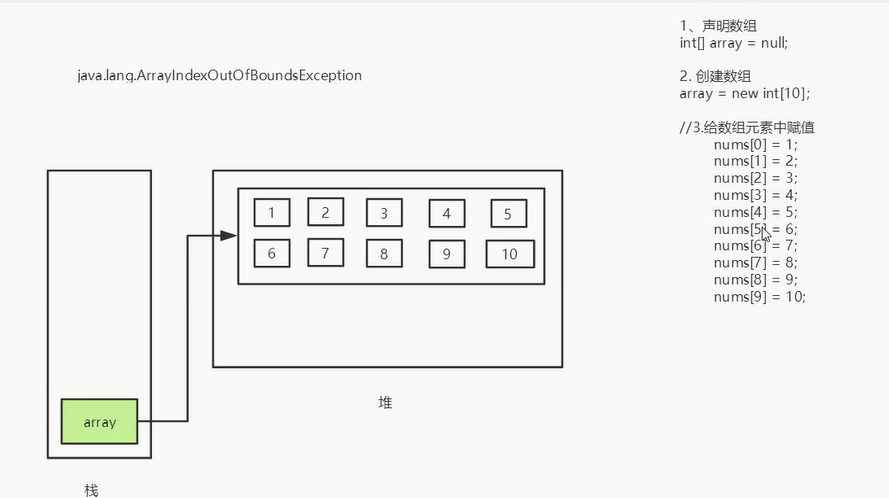 java.lang.ArrayIndexOutOfBoundsException
1、声明数组
int[] array = null;
2. 创建数组
array = new int[10];
//3.给数组元素中赋值
nums[0] = 1;
nums[1] = 2;
nums[2] = 3;
nums[3] = 4;
nums[4] = 5;
nums[5] = 6;
nums[6] = 7;
nums[7] = 8;
nums[8] = 9;
nums[9] = 10;
1 2 3 4 5
6 7 8 9 10
堆
array
栈